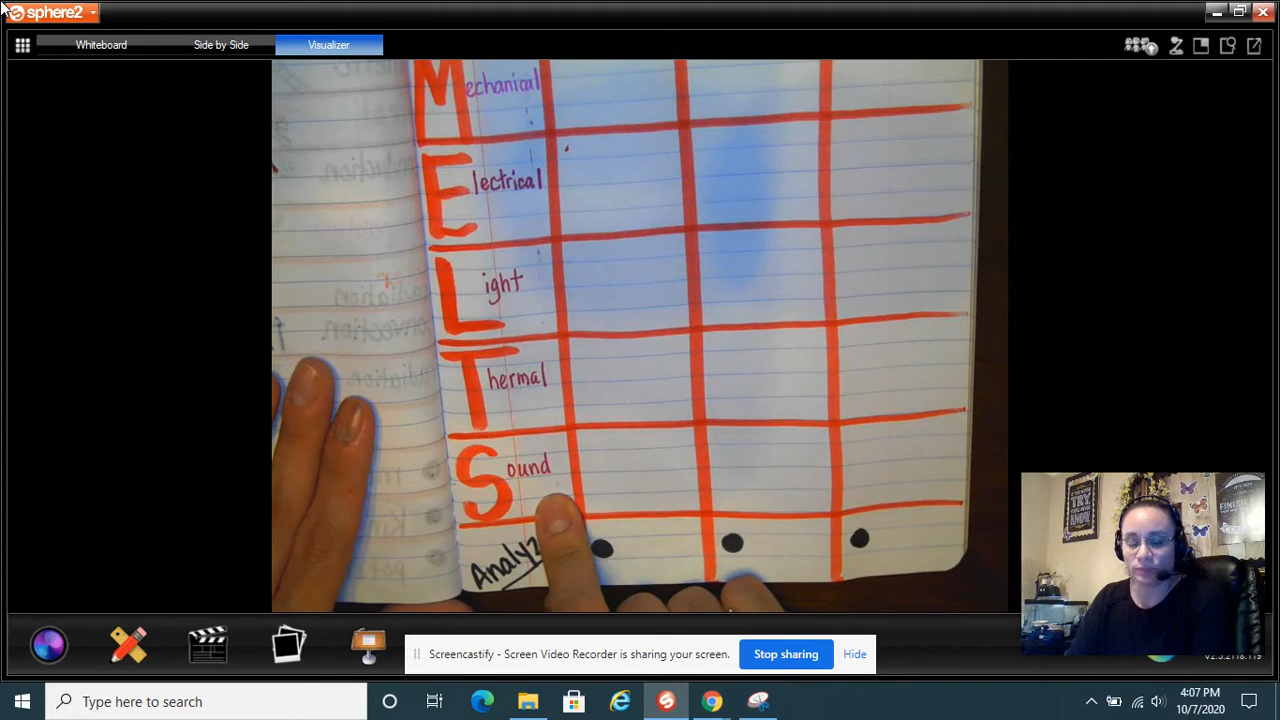 sphere2
Whiteboard
Side by Side
Visualizer
Mechanical
Electrical
Light
Thermal
Sound
Screencastify - Screen Video Recorder is sharing your screen.
Stop sharing
Hide
Type here to search
4:07 PM
10/7/2020